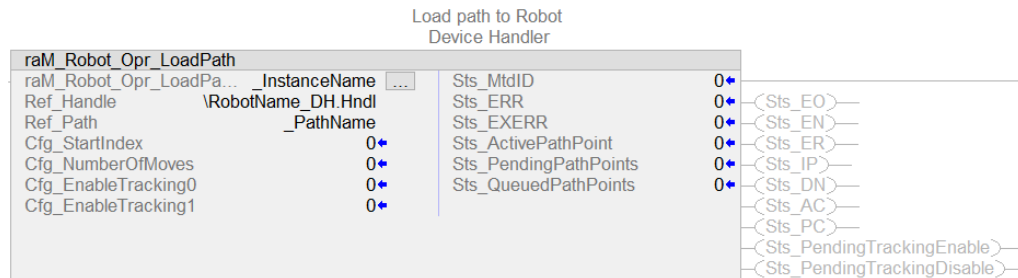 Load path to Robot
Device Handler
raM_Robot_Opr_LoadPath
raM_Robot_Opr_LoadPa... _InstanceName ... Sts_MtdID 0
Ref_Handle \RobotName_DH.Hndl Sts_ERR 0 Sts_EO
Ref_Path _PathName Sts_EXERR 0 Sts_EN
Cfg_StartIndex 0 Sts_ActivePathPoint 0 Sts_ER
Cfg_NumberOfMoves 0 Sts_PendingPathPoints 0 Sts_IP
Cfg_EnableTracking0 0 Sts_QueuedPathPoints 0 Sts_DN
Cfg_EnableTracking1 0 Sts_AC
Sts_PC
Sts_PendingTrackingEnable
Sts_PendingTrackingDisable